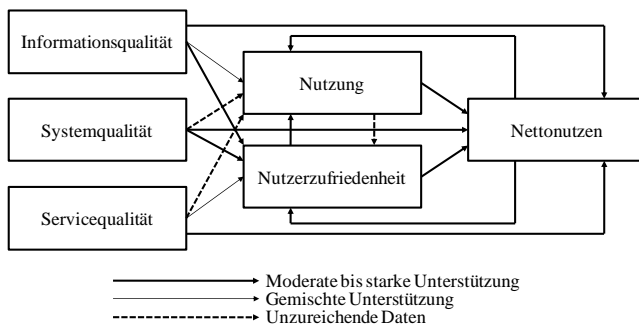 Informationsqualität
Nutzung
Systemqualität
Nettonutzen
Nutzerzufriedenheit
Servicequalität
Moderate bis starke Unterstützung
Gemischte Unterstützung
Unzureichende Daten